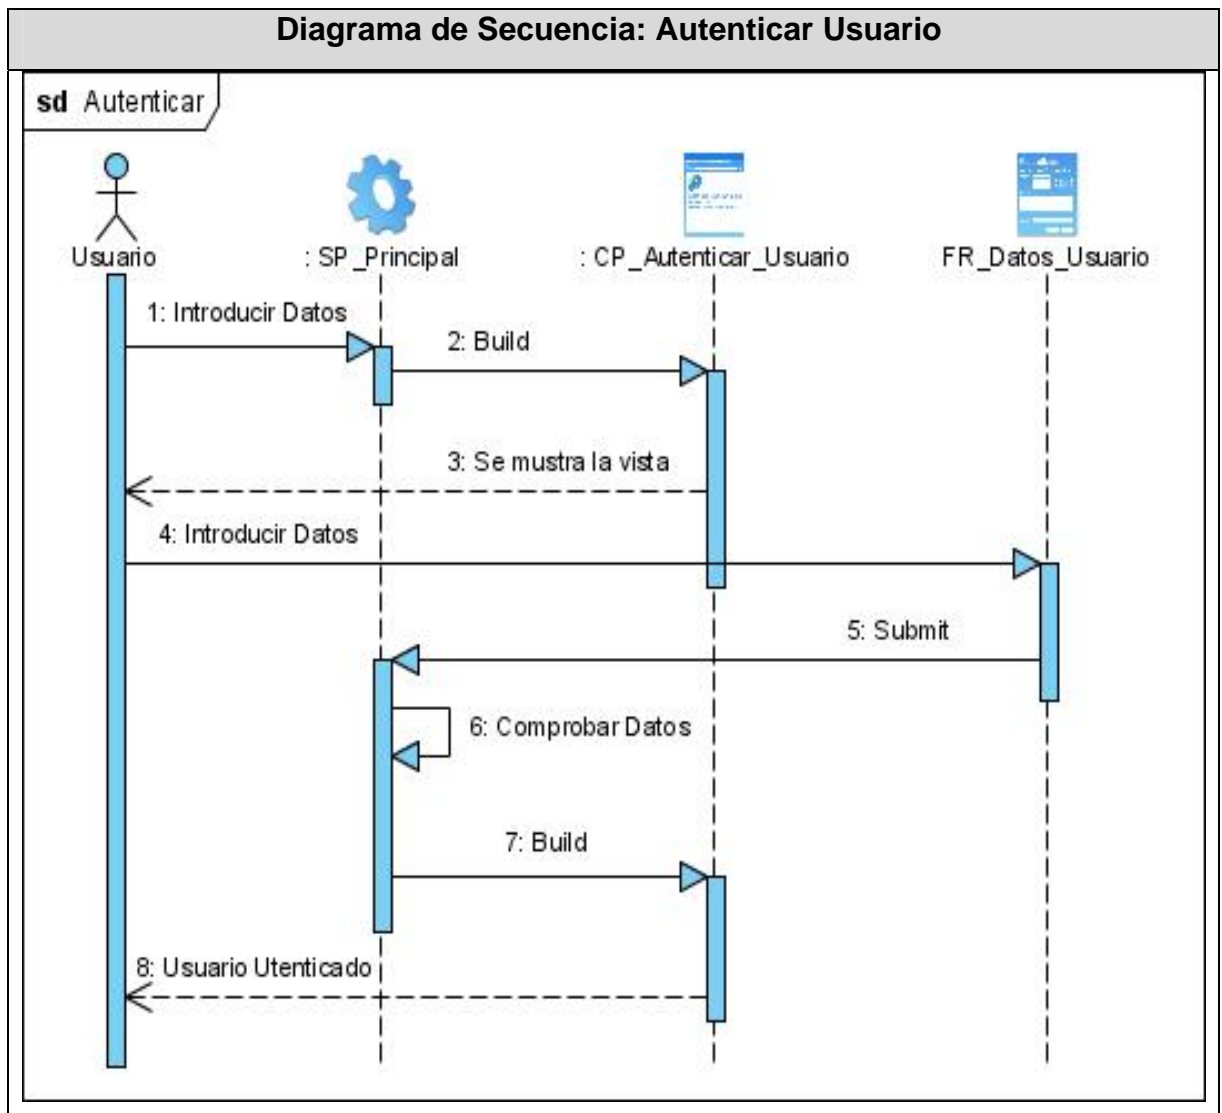 Diagrama de Secuencia: Autenticar Usuario
sd Autenticar
Usuario
: SP_Principal
: CP_Autenticar_Usuario
FR_Datos_Usuario
1: Introducir Datos
2: Build
3: Se mustra la vista
4: Introducir Datos
5: Submit
6: Comprobar Datos
7: Build
8: Usuario Utenticado